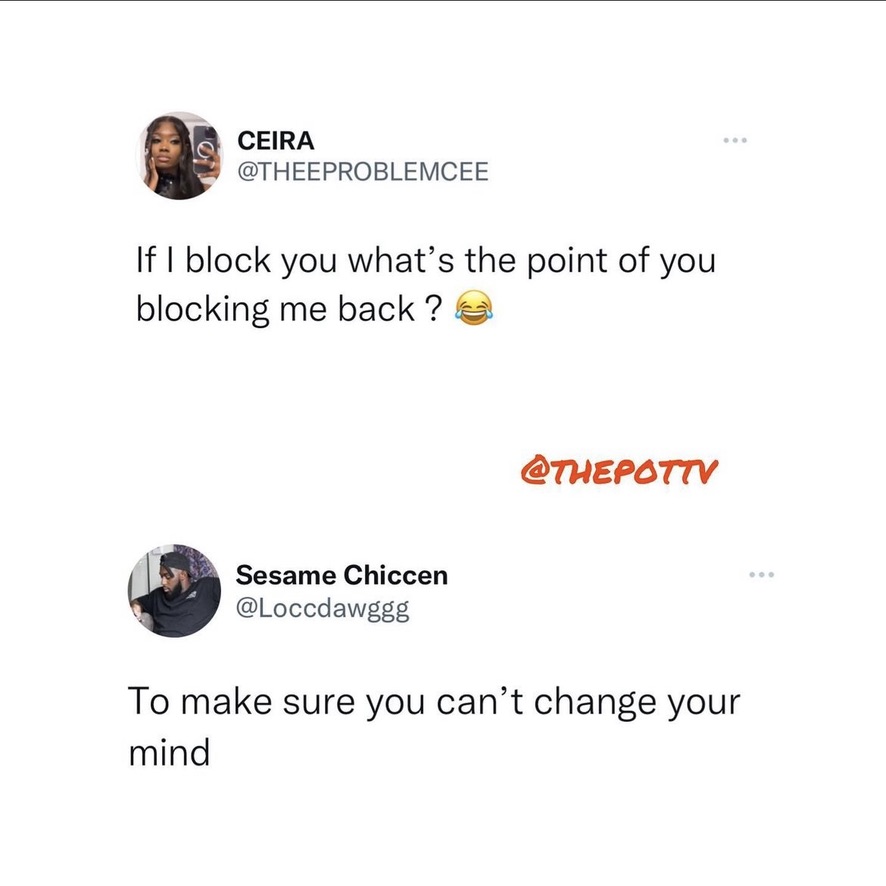 CEIRA
@THEEPROBLEMCEE
If I block you what’s the point of you
blocking me back ? 😂
@THEPOTTV
Sesame Chiccen
@Loccdawggg
To make sure you can’t change your
mind